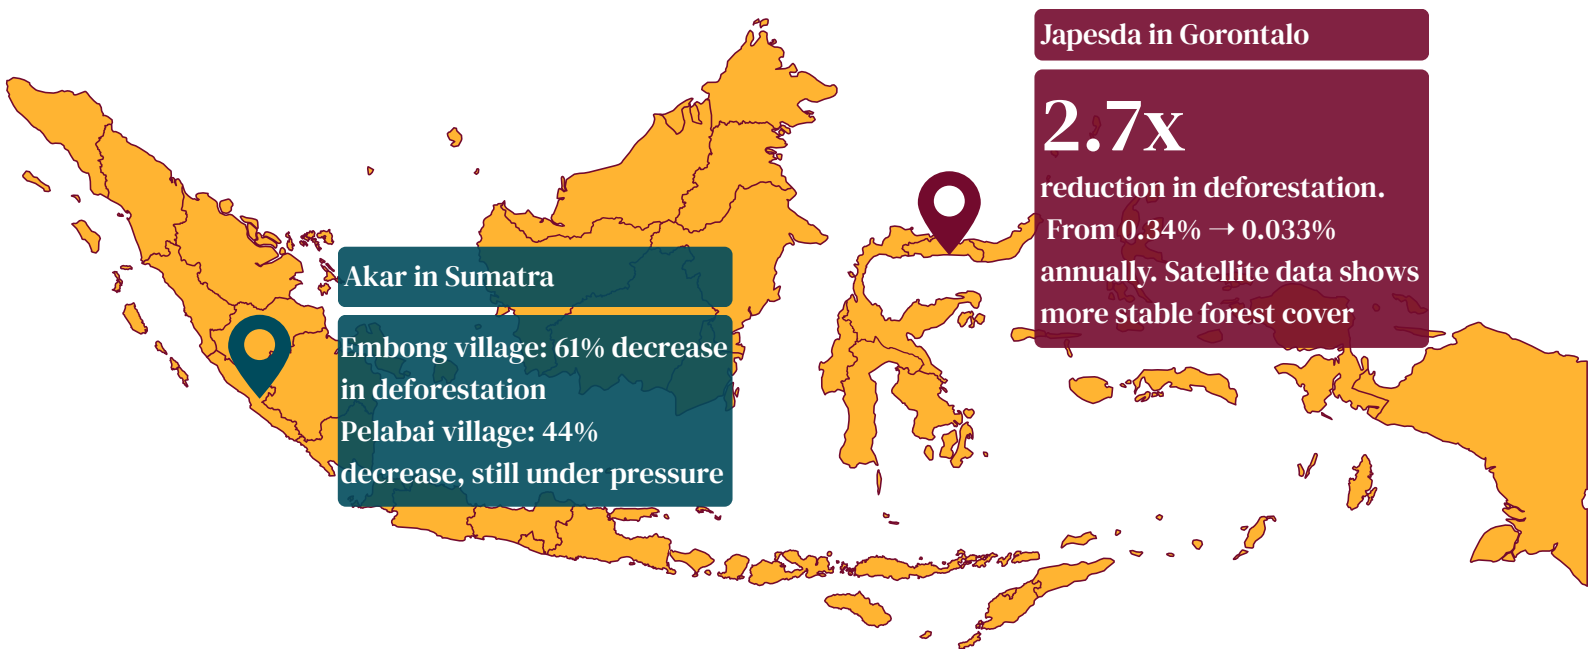 Japesda in Gorontalo
2.7x
reduction in deforestation.
From 0.34% → 0.033%
annually. Satellite data shows
more stable forest cover
Akar in Sumatra
Embong village: 61% decrease
in deforestation
Pelabai village: 44%
decrease, still under pressure